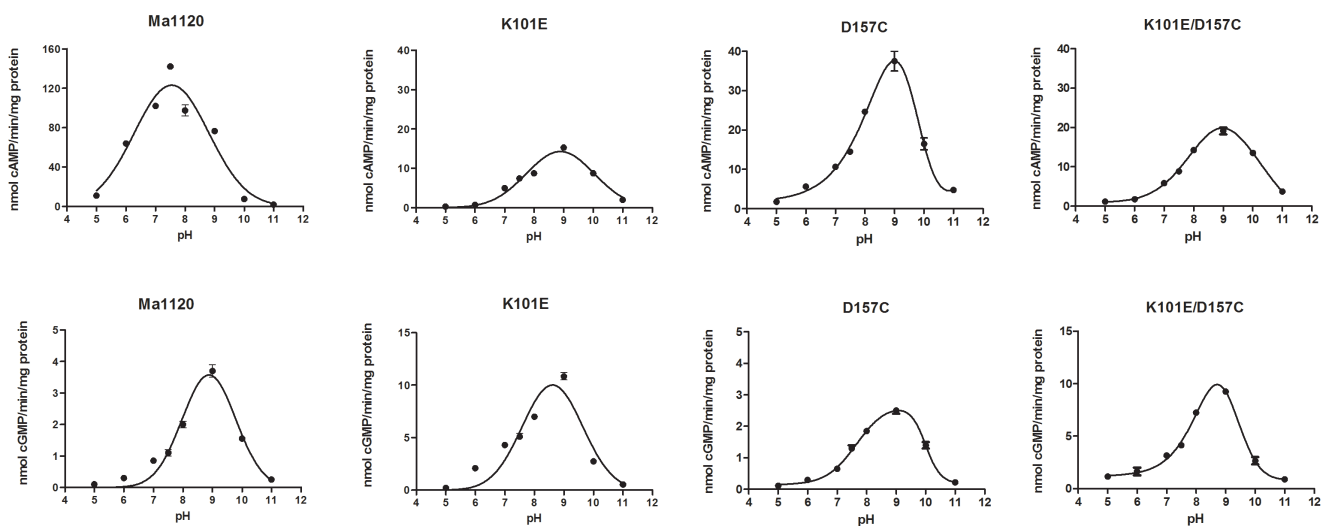 Ma1120
nmol cAMP/min/mg protein
160
120
80
40
0
4 5 6 7 8 9 10 11 12
pH
K101E
nmol cAMP/min/mg protein
40
30
20
10
0
4 5 6 7 8 9 10 11 12
pH
D157C
nmol cAMP/min/mg protein
40
30
20
10
0
4 5 6 7 8 9 10 11 12
pH
K101E/D157C
nmol cAMP/min/mg protein
40
30
20
10
0
4 5 6 7 8 9 10 11 12
pH
Ma1120
nmol cGMP/min/mg protein
5
4
3
2
1
0
4 5 6 7 8 9 10 11 12
pH
K101E
nmol cGMP/min/mg protein
15
10
5
0
4 5 6 7 8 9 10 11 12
pH
D157C
nmol cGMP/min/mg protein
5
4
3
2
1
0
4 5 6 7 8 9 10 11 12
pH
K101E/D157C
nmol cGMP/min/mg protein
15
10
5
0
4 5 6 7 8 9 10 11 12
pH